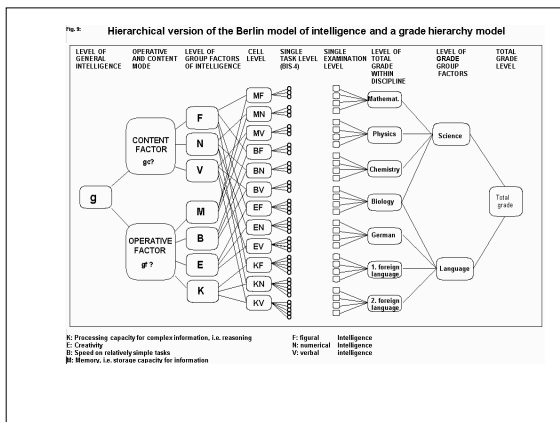 Fig. 9:
Hierarchical version of the Berlin model of intelligence and a grade hierarchy model
LEVEL OF GENERAL INTELLIGENCE
OPERATIVE AND CONTENT MODE
LEVEL OF GROUP FACTORS OF INTELLIGENCE
CELL LEVEL
SINGLE TASK LEVEL (BIS-4)
SINGLE EXAMINATION LEVEL
LEVEL OF TOTAL GRADE WITHIN DISCIPLINE
LEVEL OF GRADE GROUP FACTORS
TOTAL GRADE LEVEL
g
CONTENT
FACTOR
gc?
OPERATIVE
FACTOR
gf ?
F
N
V
M
B
E
K
MF
MN
MV
BF
BN
BV
EF
EN
EV
KF
KN
KV
Mathemat.
Physics
Chemistry
Biology
German
1. foreign
language
2. foreign
language
Science
Language
Total
grade
K: Processing capacity for complex information, i.e. reasoning
E: Creativity
B: Speed on relatively simple tasks
M: Memory, i.e. storage capacity for information
F: figural Intelligence
N: numerical Intelligence
V: verbal intelligence